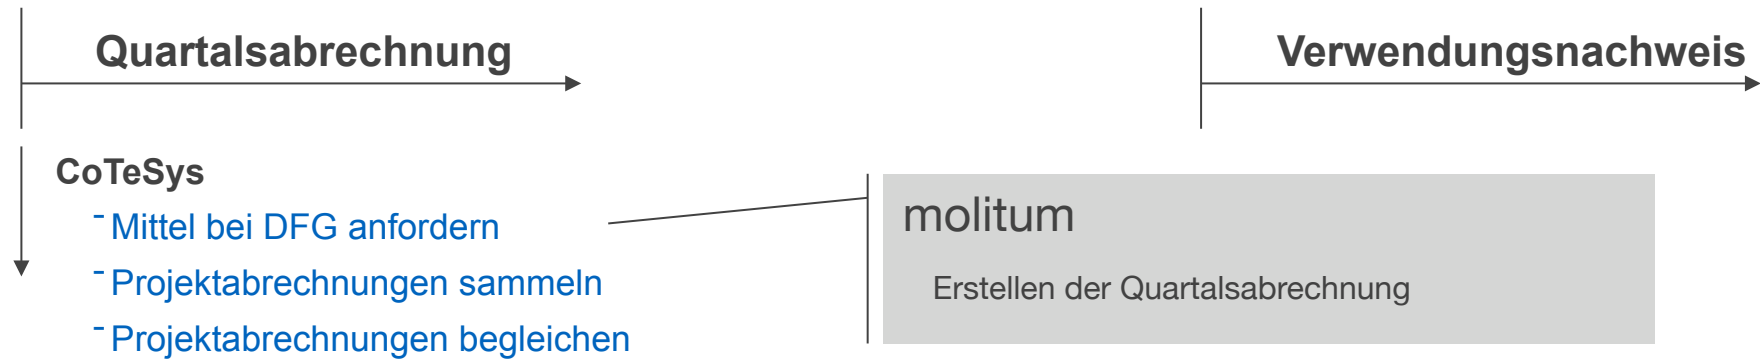 Quartalsabrechnung
Verwendungsnachweis
CoTeSys
- Mittel bei DFG anfordern
- Projektabrechnungen sammeln
- Projektabrechnungen begleichen
molitum
Erstellen der Quartalsabrechnung